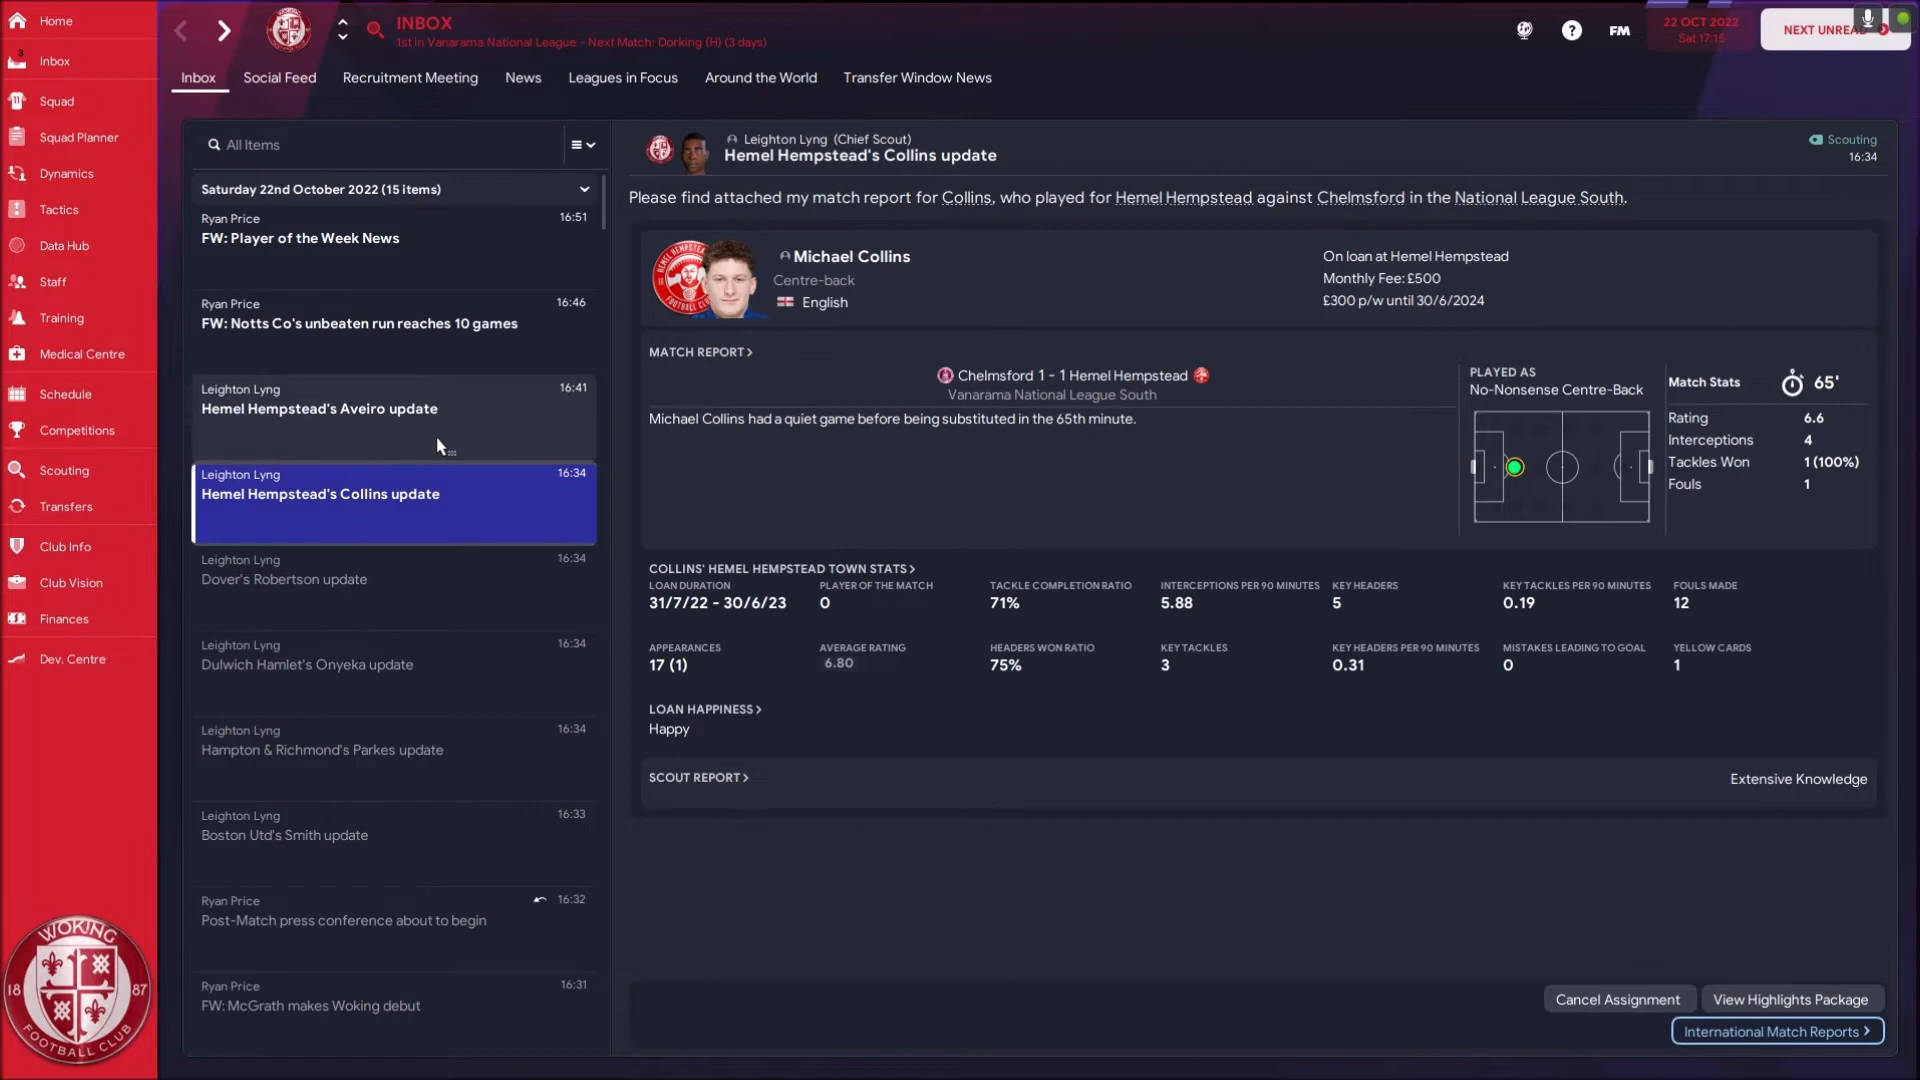 Home
3
Inbox
Squad
Squad Planner
Dynamics
Tactics
Data Hub
Staff
Training
Medical Centre
Schedule
Competitions
Scouting
Transfers
Club Info
Club Vision
Finances
Dev. Centre
WOKING
18 87
FOOTBALL CLUB
INBOX
1st in Vanarama National League - Next Match: Dorking (H) (3 days)
FM
22 OCT 2022
Sat 17:15
NEXT UNREAD
Inbox Social Feed Recruitment Meeting News Leagues in Focus Around the World Transfer Window News
All Items
Saturday 22nd October 2022 (15 items)
Ryan Price 16:51
FW: Player of the Week News
Ryan Price 16:46
FW: Notts Co's unbeaten run reaches 10 games
Leighton Lyng 16:41
Hemel Hempstead's Aveiro update
Leighton Lyng 16:34
Hemel Hempstead's Collins update
Leighton Lyng 16:34
Dover's Robertson update
Leighton Lyng 16:34
Dulwich Hamlet's Onyeka update
Leighton Lyng 16:34
Hampton & Richmond's Parkes update
Leighton Lyng 16:33
Boston Utd's Smith update
Ryan Price 16:32
Post-Match press conference about to begin
Ryan Price 16:31
FW: McGrath makes Woking debut
Leighton Lyng (Chief Scout)
Hemel Hempstead's Collins update
Scouting
16:34
Please find attached my match report for Collins, who played for Hemel Hempstead against Chelmsford in the National League South.
Michael Collins
Centre-back
English
On loan at Hemel Hempstead
Monthly Fee: £500
£300 p/w until 30/6/2024
MATCH REPORT >
Chelmsford 1 - 1 Hemel Hempstead
Vanarama National League South
Michael Collins had a quiet game before being substituted in the 65th minute.
PLAYED AS
No-Nonsense Centre-Back
Match Stats 65'
Rating 6.6
Interceptions 4
Tackles Won 1 (100%)
Fouls 1
COLLINS' HEMEL HEMPSTEAD TOWN STATS >
LOAN DURATION PLAYER OF THE MATCH TACKLE COMPLETION RATIO INTERCEPTIONS PER 90 MINUTES KEY HEADERS KEY TACKLES PER 90 MINUTES FOULS MADE
31/7/22 - 30/6/23 0 71% 5.88 5 0.19 12
APPEARANCES AVERAGE RATING HEADERS WON RATIO KEY TACKLES KEY HEADERS PER 90 MINUTES MISTAKES LEADING TO GOAL YELLOW CARDS
17 (1) 6.80 75% 3 0.31 0 1
LOAN HAPPINESS >
Happy
SCOUT REPORT > Extensive Knowledge
Cancel Assignment View Highlights Package
International Match Reports >